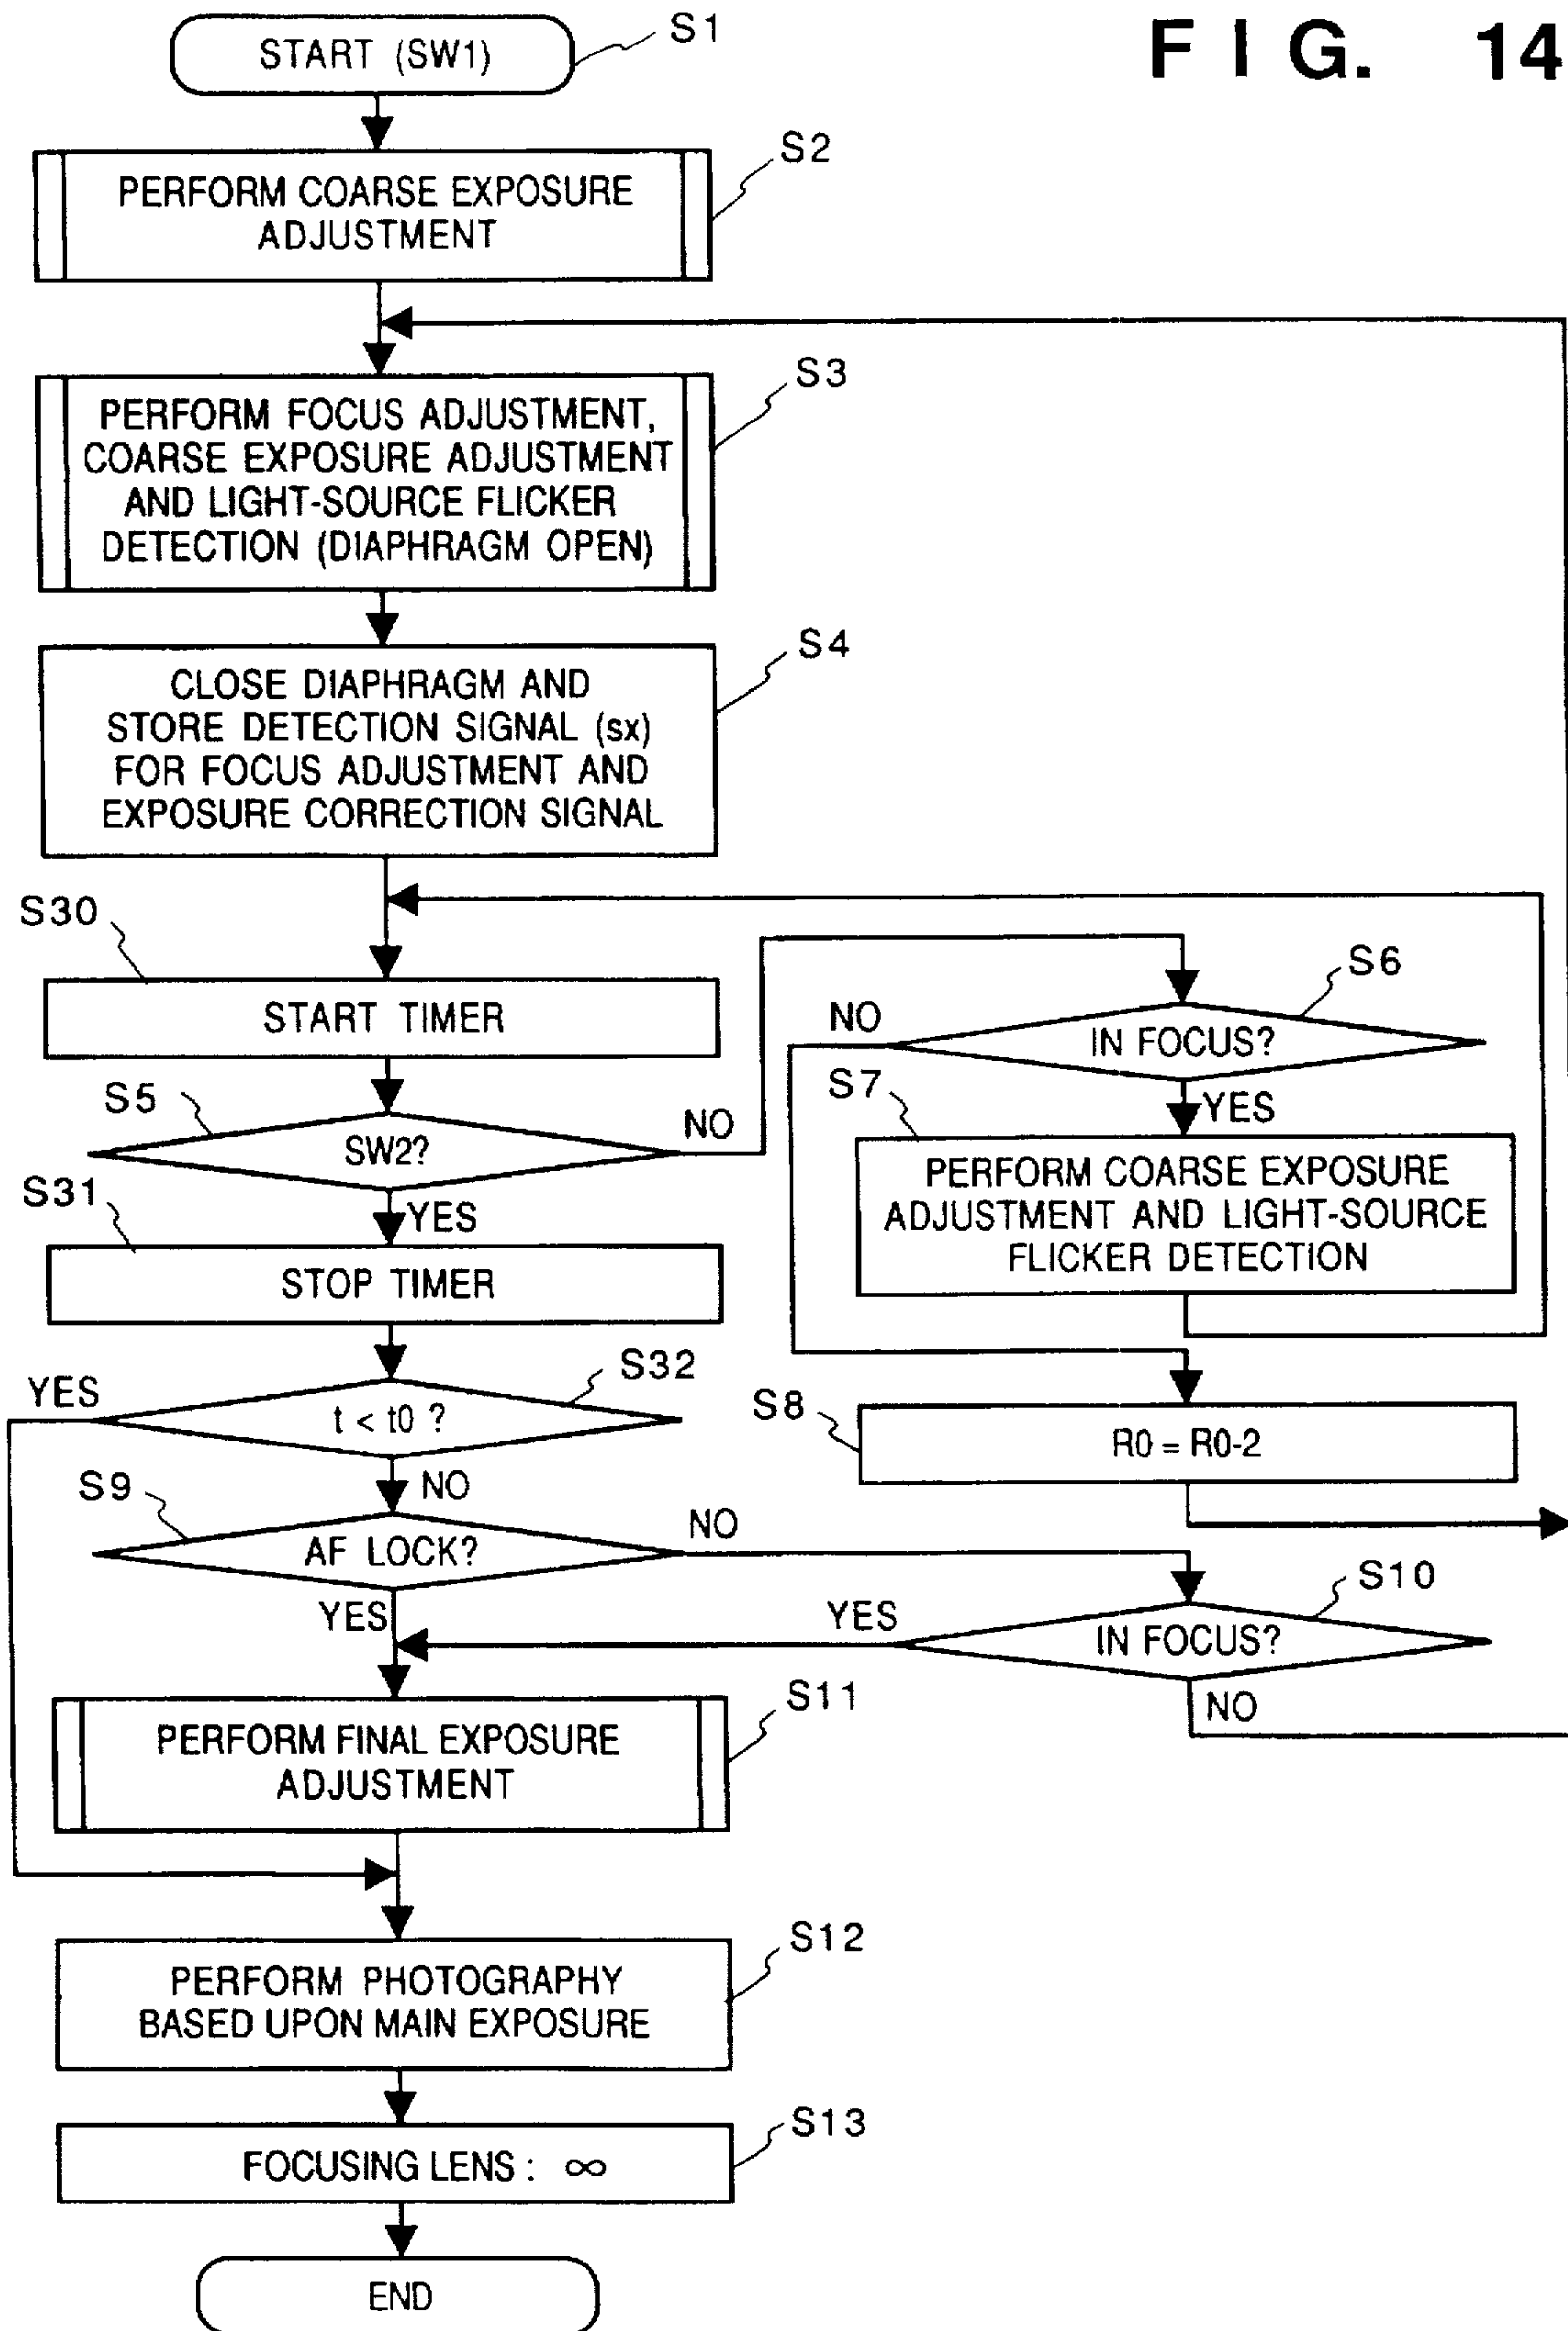 FIG. 14
START (SW1)
S1
S2
PERFORM COARSE EXPOSURE
ADJUSTMENT
S3
PERFORM FOCUS ADJUSTMENT,
COARSE EXPOSURE ADJUSTMENT
AND LIGHT-SOURCE FLICKER
DETECTION (DIAPHRAGM OPEN)
S4
CLOSE DIAPHRAGM AND
STORE DETECTION SIGNAL (sx)
FOR FOCUS ADJUSTMENT AND
EXPOSURE CORRECTION SIGNAL
S30
START TIMER
S5
SW2?
NO
YES
S6
IN FOCUS?
NO
YES
S7
PERFORM COARSE EXPOSURE
ADJUSTMENT AND LIGHT-SOURCE
FLICKER DETECTION
S8
R0 = R0-2
S31
STOP TIMER
S32
t < t0 ?
YES
NO
S9
AF LOCK?
NO
YES
S10
IN FOCUS?
YES
NO
S11
PERFORM FINAL EXPOSURE
ADJUSTMENT
S12
PERFORM PHOTOGRAPHY
BASED UPON MAIN EXPOSURE
S13
FOCUSING LENS : ∞
END